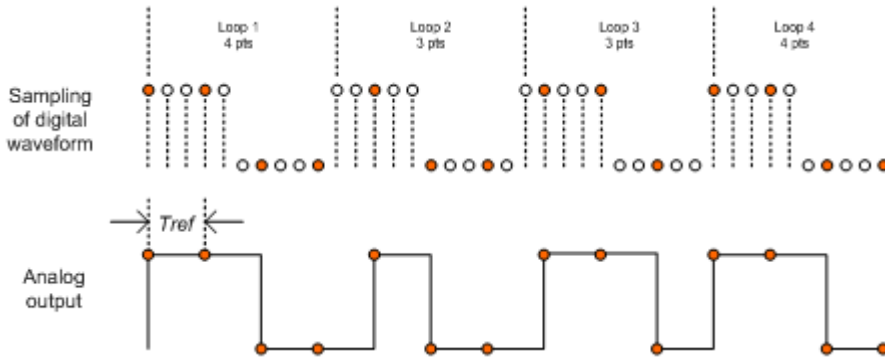 Loop 1
4 pts
Loop 2
3 pts
Loop 3
3 pts
Loop 4
4 pts
Sampling
of digital
waveform
Tref
Analog
output